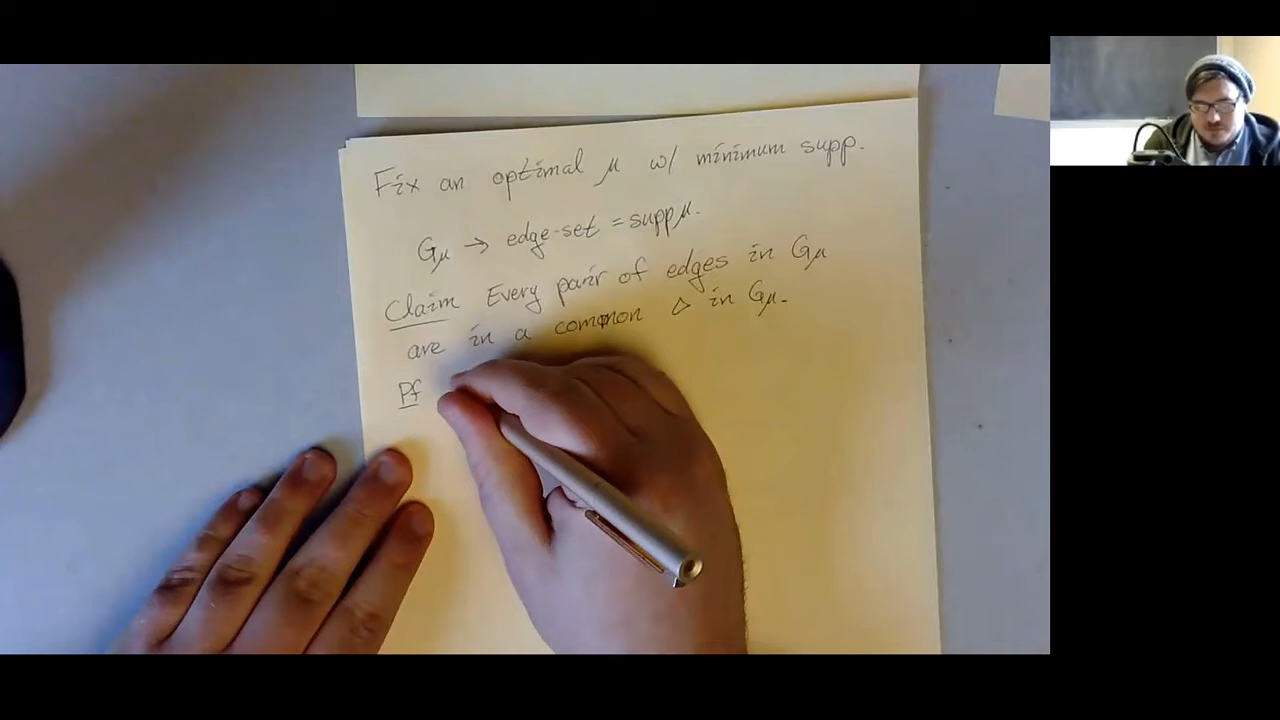 Fix an optimal μ w/ minimum supp.
Gμ → edge-set = supp μ.
Claim Every pair of edges in Gμ
are in a common △ in Gμ.
Pf